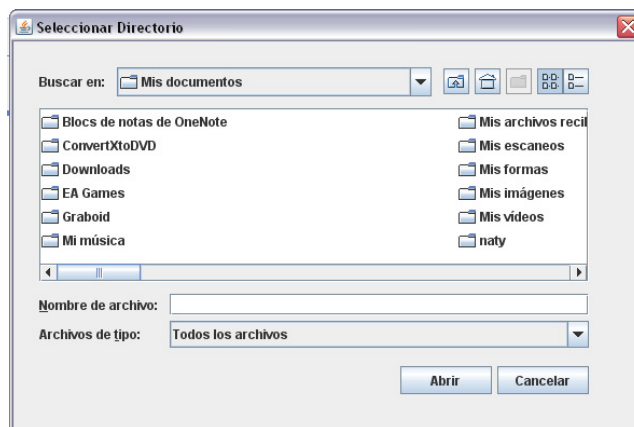 Seleccionar Directorio
Buscar en: Mis documentos
Blocs de notas de OneNote
ConvertXtoDVD
Downloads
EA Games
Graboid
Mi música
Mis archivos recil
Mis escaneos
Mis formas
Mis imágenes
Mis vídeos
naty
Nombre de archivo:
Archivos de tipo: Todos los archivos
Abrir Cancelar